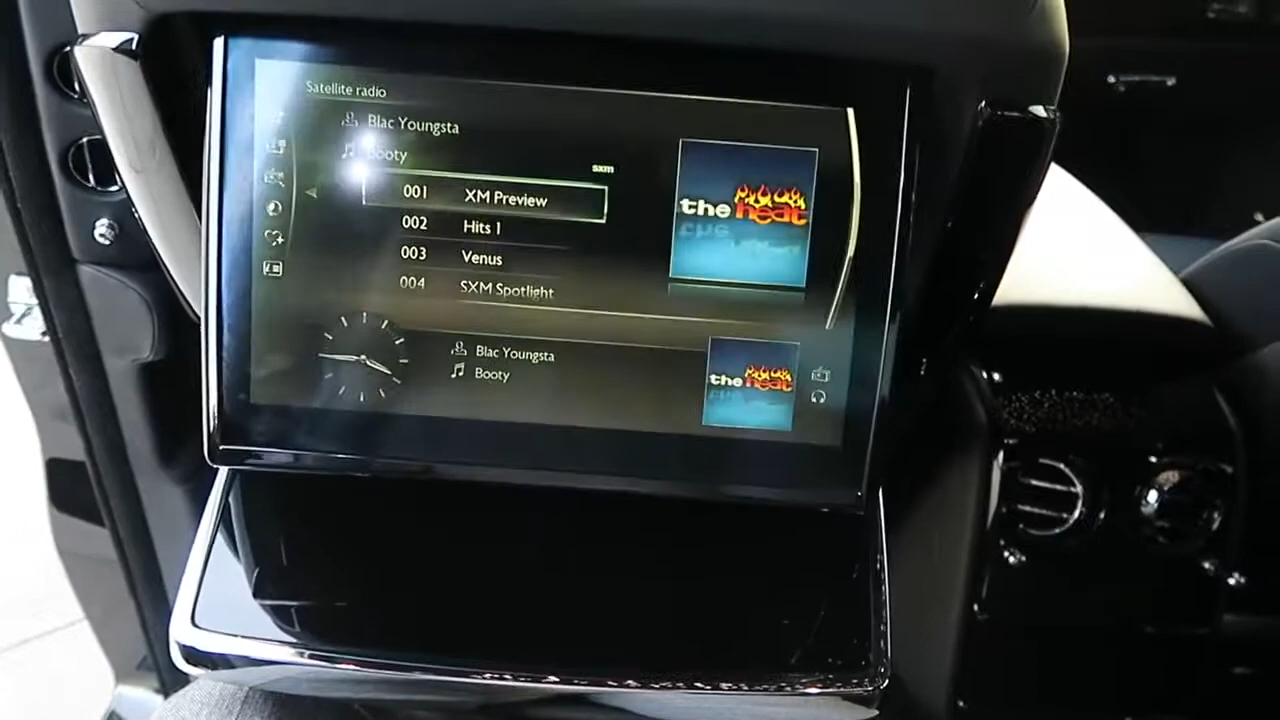 Satellite radio
Blac Youngsta
Booty
sxm
001 XM Preview
002 Hits 1
003 Venus
004 SXM Spotlight
the heat
Blac Youngsta
Booty
the heat